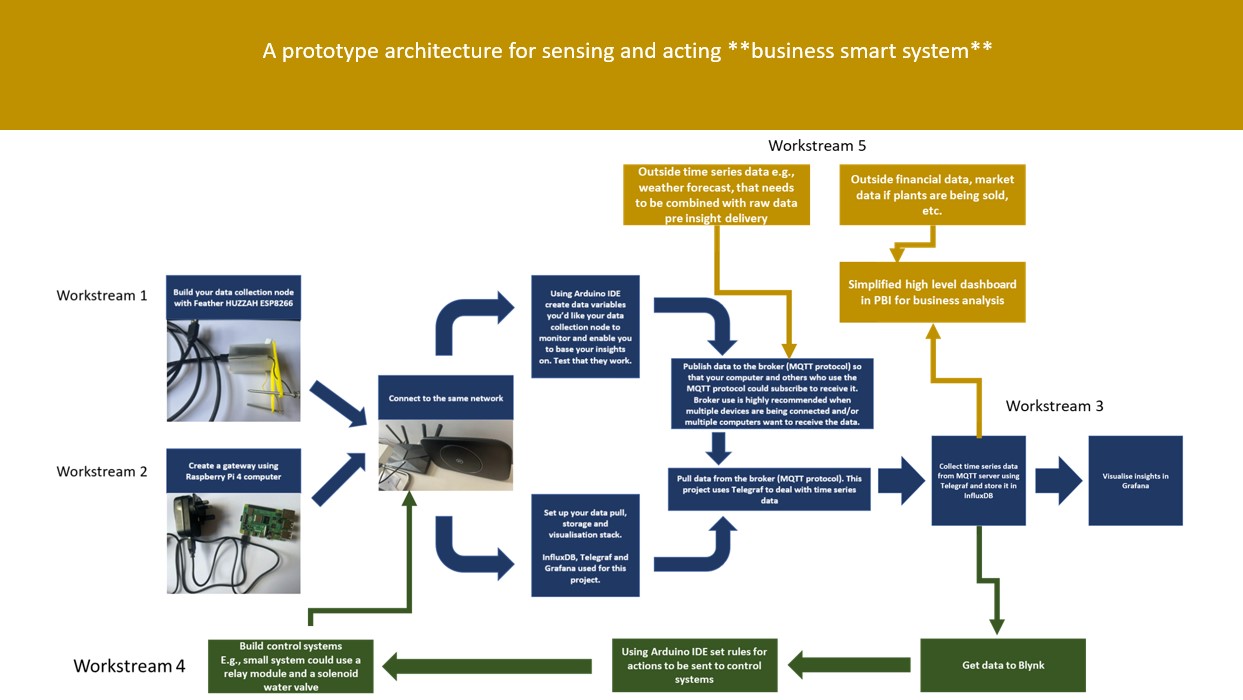 A prototype architecture for sensing and acting **business smart system**
Workstream 5
Outside time series data e.g.,
weather forecast, that needs
to be combined with raw data
pre insight delivery
Outside financial data, market
data if plants are being sold,
etc.
Simplified high level dashboard
in PBI for business analysis
Workstream 1
Build your data collection node
with Feather HUZZAH ESP8266
Using Arduino IDE
create data variables
you'd like your data
collection node to
monitor and enable you
to base your insights
on. Test that they work.
Publish data to the broker (MQTT protocol) so
that your computer and others who use the
MQTT protocol could subscribe to receive it.
Broker use is highly recommended when
multiple devices are being connected and/or
multiple computers want to receive the data.
Connect to the same network
Workstream 3
Workstream 2
Create a gateway using
Raspberry Pi 4 computer
Pull data from the broker (MQTT protocol). This
project uses Telegraf to deal with time series
data
Collect time series data
from MQTT server using
Telegraf and store it in
InfluxDB
Visualise insights in
Grafana
Set up your data pull,
storage and
visualisation stack.
InfluxDB, Telegraf and
Grafana used for this
project.
Workstream 4
Build control systems
E.g., small system could use a
relay module and a solenoid
water valve
Using Arduino IDE set rules for
actions to be sent to control
systems
Get data to Blynk